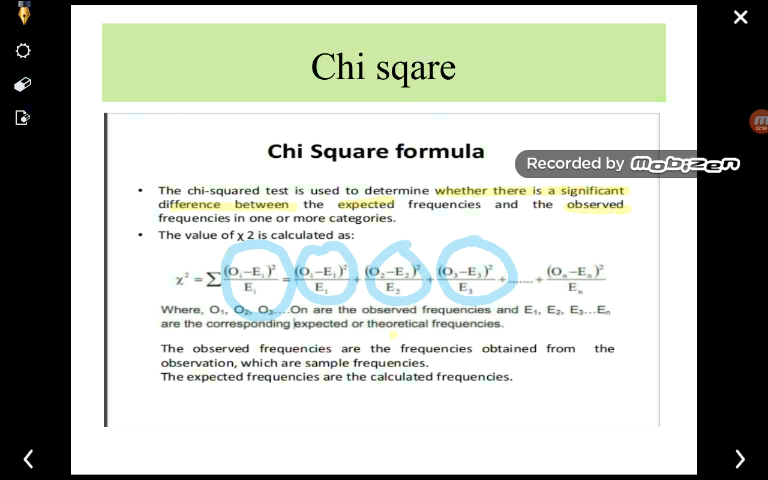 Chi sqare
Chi Square formula
Recorded by mobizen
• The chi-squared test is used to determine whether there is a significant
difference between the expected frequencies and the observed
frequencies in one or more categories.
• The value of χ 2 is calculated as:
χ² = ∑ (Oᵢ–Eᵢ)²/Eᵢ = (O₁–E₁)²/E₁ + (O₂–E₂)²/E₂ + (O₃–E₃)²/E₃ + ....... + (Oₙ–Eₙ)²/Eₙ
Where, O₁, O₂, O₃....On are the observed frequencies and E₁, E₂, E₃...Eₙ
are the corresponding expected or theoretical frequencies.
The observed frequencies are the frequencies obtained from the
observation, which are sample frequencies.
The expected frequencies are the calculated frequencies.